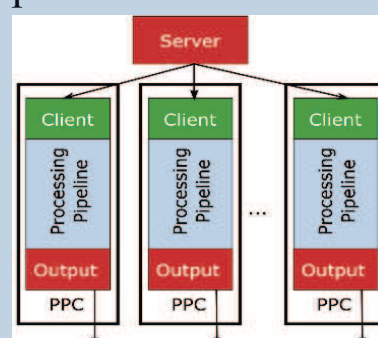 Server
Client
Client
Client
Processing
Pipeline
Processing
Pipeline
Processing
Pipeline
...
Output
Output
Output
PPC
PPC
PPC